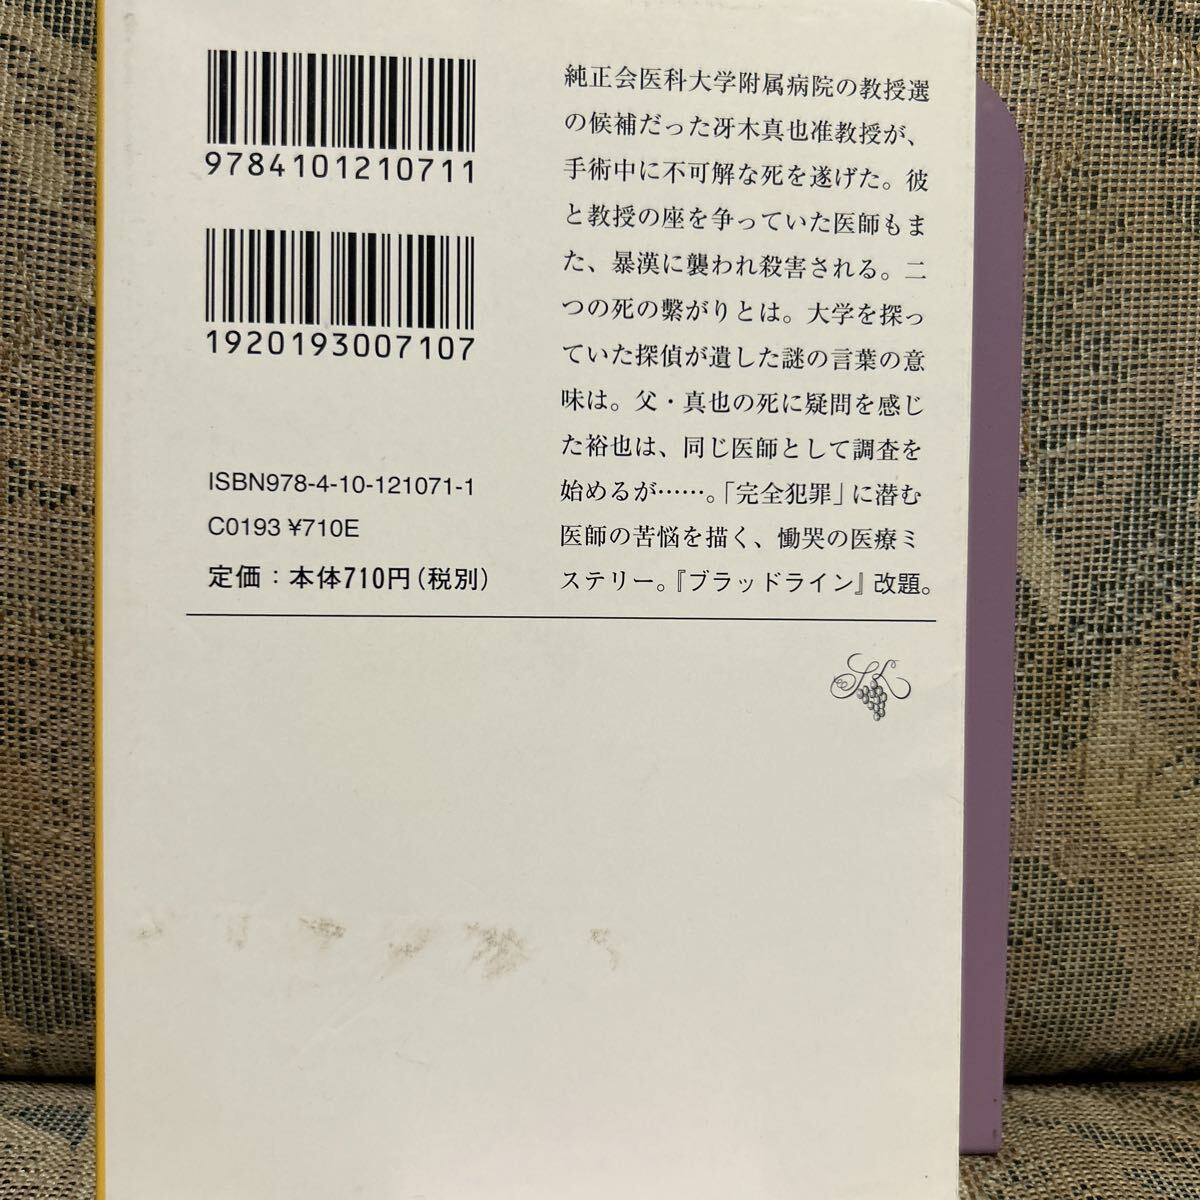 9784101210711
1920193007107
ISBN978-4-10-121071-1
C0193 ¥710E
定価：本体710円（税別）
純正会医科大学附属病院の教授選
の候補だった冴木真也准教授が、
手術中に不可解な死を遂げた。彼
と教授の座を争っていた医師もま
た、暴漢に襲われ殺害される。二
つの死の繫がりとは。大学を探っ
ていた探偵が遺した謎の言葉の意
味は。父・真也の死に疑問を感じ
た裕也は、同じ医師として調査を
始めるが……。「完全犯罪」に潜む
医師の苦悩を描く、慟哭の医療ミ
ステリー。『ブラッドライン』改題。